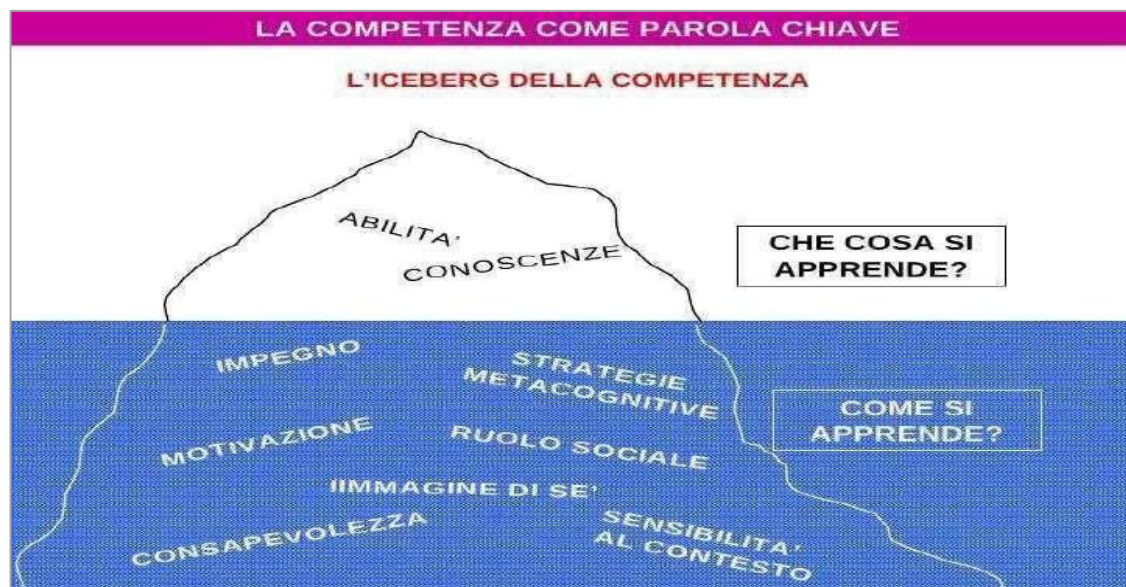 LA COMPETENZA COME PAROLA CHIAVE
L'ICEBERG DELLA COMPETENZA
ABILITA'
CONOSCENZE
CHE COSA SI
APPRENDE?
IMPEGNO
STRATEGIE
METACOGNITIVE
COME SI
APPRENDE?
MOTIVAZIONE
RUOLO SOCIALE
IIMMAGINE DI SE'
CONSAPEVOLEZZA
SENSIBILITA'
AL CONTESTO